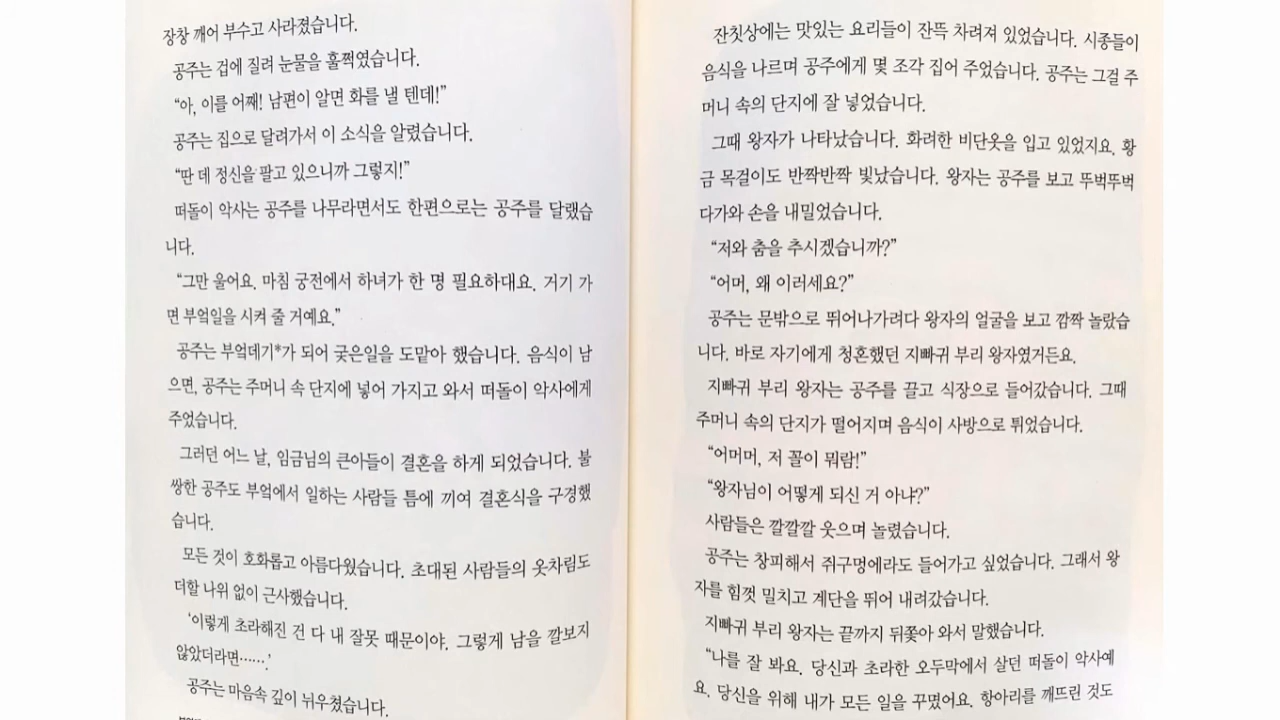 장창 깨어 부수고 사라졌습니다.
공주는 겁에 질려 눈물을 훌쩍였습니다.
“아, 이를 어째! 남편이 알면 화를 낼 텐데!”
공주는 집으로 달려가서 이 소식을 알렸습니다.
“딴 데 정신을 팔고 있으니까 그렇지!”
떠돌이 악사는 공주를 나무라면서도 한편으로는 공주를 달랬습
니다.
“그만 울어요. 마침 궁전에서 하녀가 한 명 필요하대요. 거기 가
면 부엌일을 시켜 줄 거예요.”
공주는 부엌데기*가 되어 궂은일을 도맡아 했습니다. 음식이 남
으면, 공주는 주머니 속 단지에 넣어 가지고 와서 떠돌이 악사에게
주었습니다.
그러던 어느 날, 임금님의 큰아들이 결혼을 하게 되었습니다. 불
쌍한 공주도 부엌에서 일하는 사람들 틈에 끼여 결혼식을 구경했
습니다.
모든 것이 호화롭고 아름다웠습니다. 초대된 사람들의 옷차림도
더할 나위 없이 근사했습니다.
‘이렇게 초라해진 건 다 내 잘못 때문이야. 그렇게 남을 깔보지
않았더라면…….’
공주는 마음속 깊이 뉘우쳤습니다.
잔칫상에는 맛있는 요리들이 잔뜩 차려져 있었습니다. 시종들이
음식을 나르며 공주에게 몇 조각 집어 주었습니다. 공주는 그걸 주
머니 속의 단지에 잘 넣었습니다.
그때 왕자가 나타났습니다. 화려한 비단옷을 입고 있었지요. 황
금 목걸이도 반짝반짝 빛났습니다. 왕자는 공주를 보고 뚜벅뚜벅
다가와 손을 내밀었습니다.
“저와 춤을 추시겠습니까?”
“어머, 왜 이러세요?”
공주는 문밖으로 뛰어나가려다 왕자의 얼굴을 보고 깜짝 놀랐습
니다. 바로 자기에게 청혼했던 지빠귀 부리 왕자였거든요.
지빠귀 부리 왕자는 공주를 끌고 식장으로 들어갔습니다. 그때
주머니 속의 단지가 떨어지며 음식이 사방으로 튀었습니다.
“어머머, 저 꼴이 뭐람!”
“왕자님이 어떻게 되신 거 아냐?”
사람들은 깔깔깔 웃으며 놀렸습니다.
공주는 창피해서 쥐구멍에라도 들어가고 싶었습니다. 그래서 왕
자를 힘껏 밀치고 계단을 뛰어 내려갔습니다.
지빠귀 부리 왕자는 끝까지 뒤쫓아 와서 말했습니다.
“나를 잘 봐요. 당신과 초라한 오두막에서 살던 떠돌이 악사예
요. 당신을 위해 내가 모든 일을 꾸몄어요. 항아리를 깨뜨린 것도